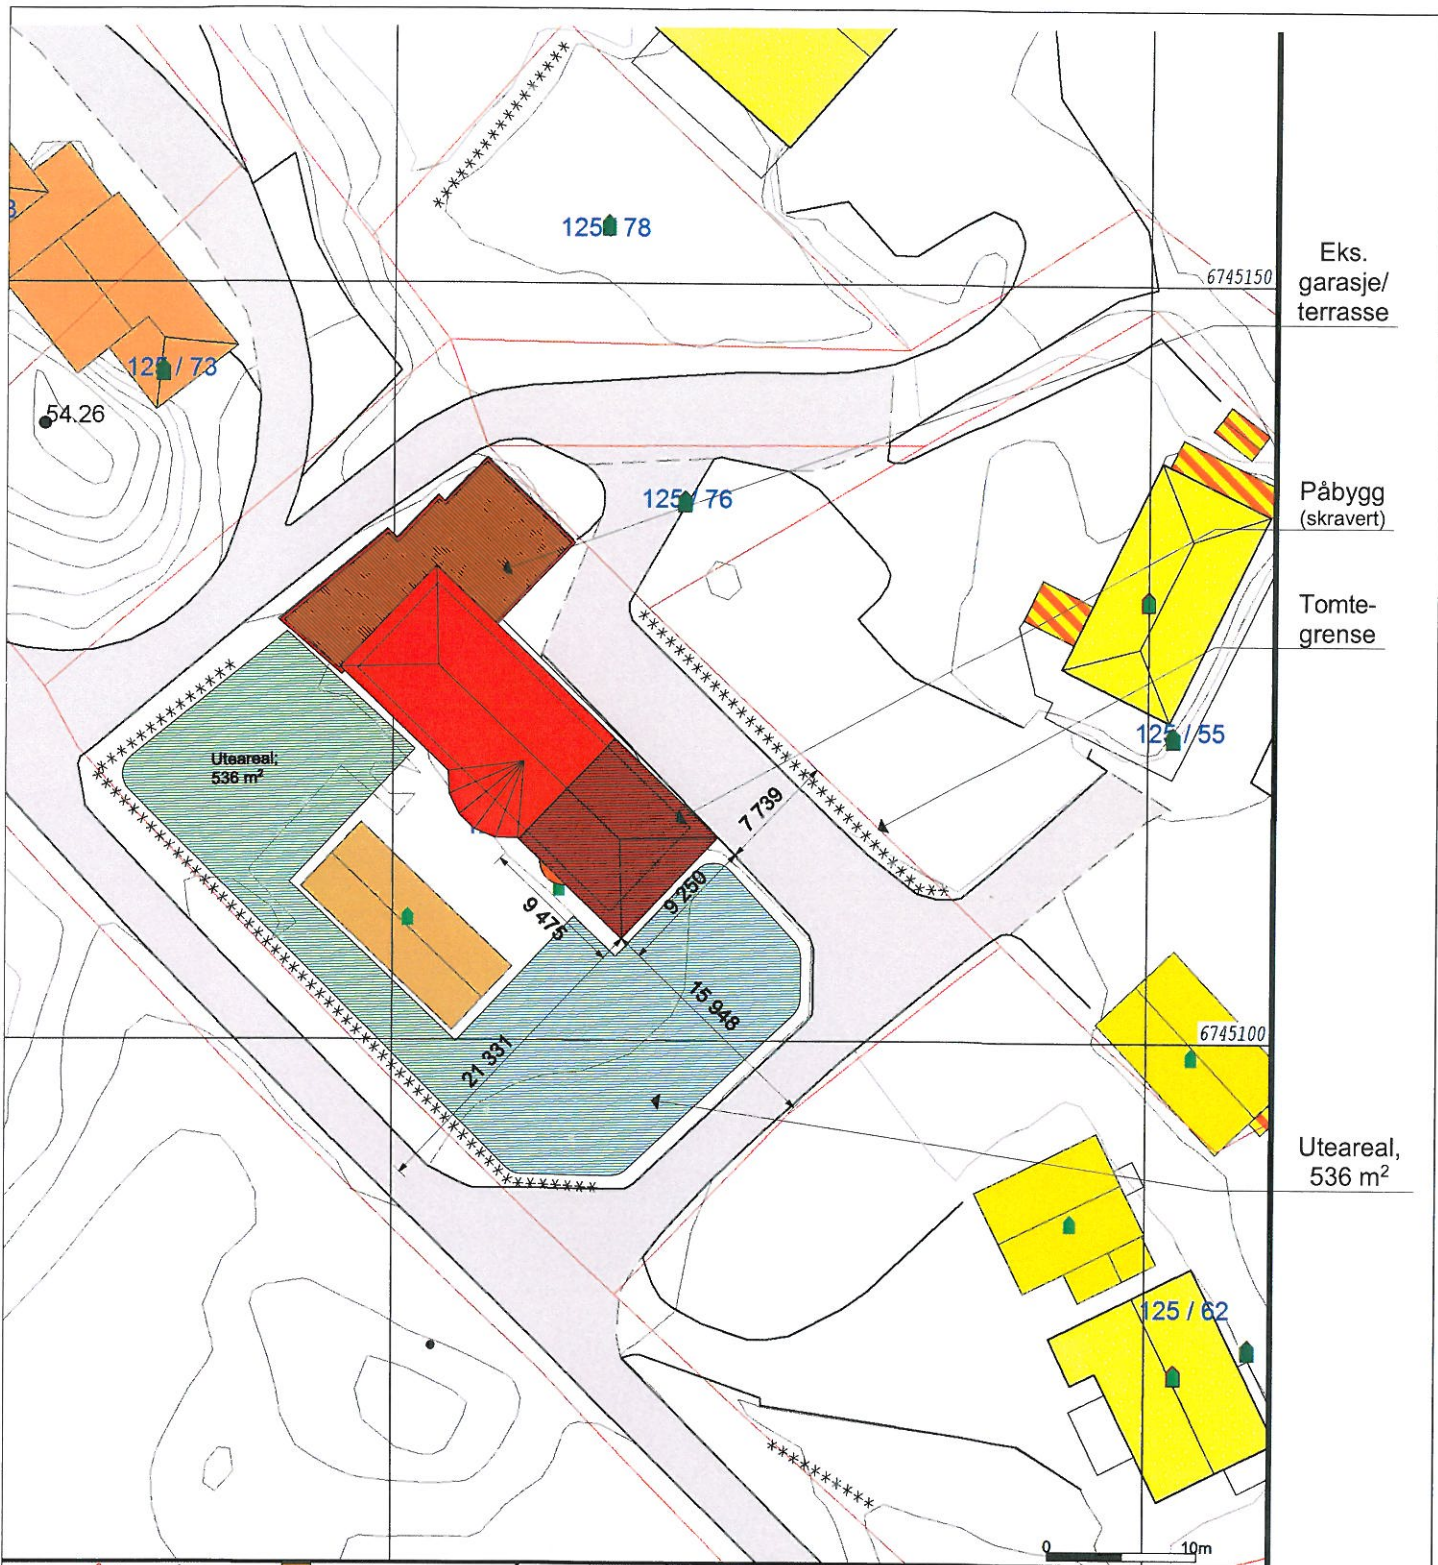 125 / 78
6745150
Eks.
garasje/
terrasse
125 / 73
54.26
125 / 76
Påbygg
(skravert)
Tomte-
grense
125 / 55
Uteareal;
536 m²
7 739
9 250
9 475
15 948
21 331
6745100
Uteareal,
536 m²
125 / 62
0 10m